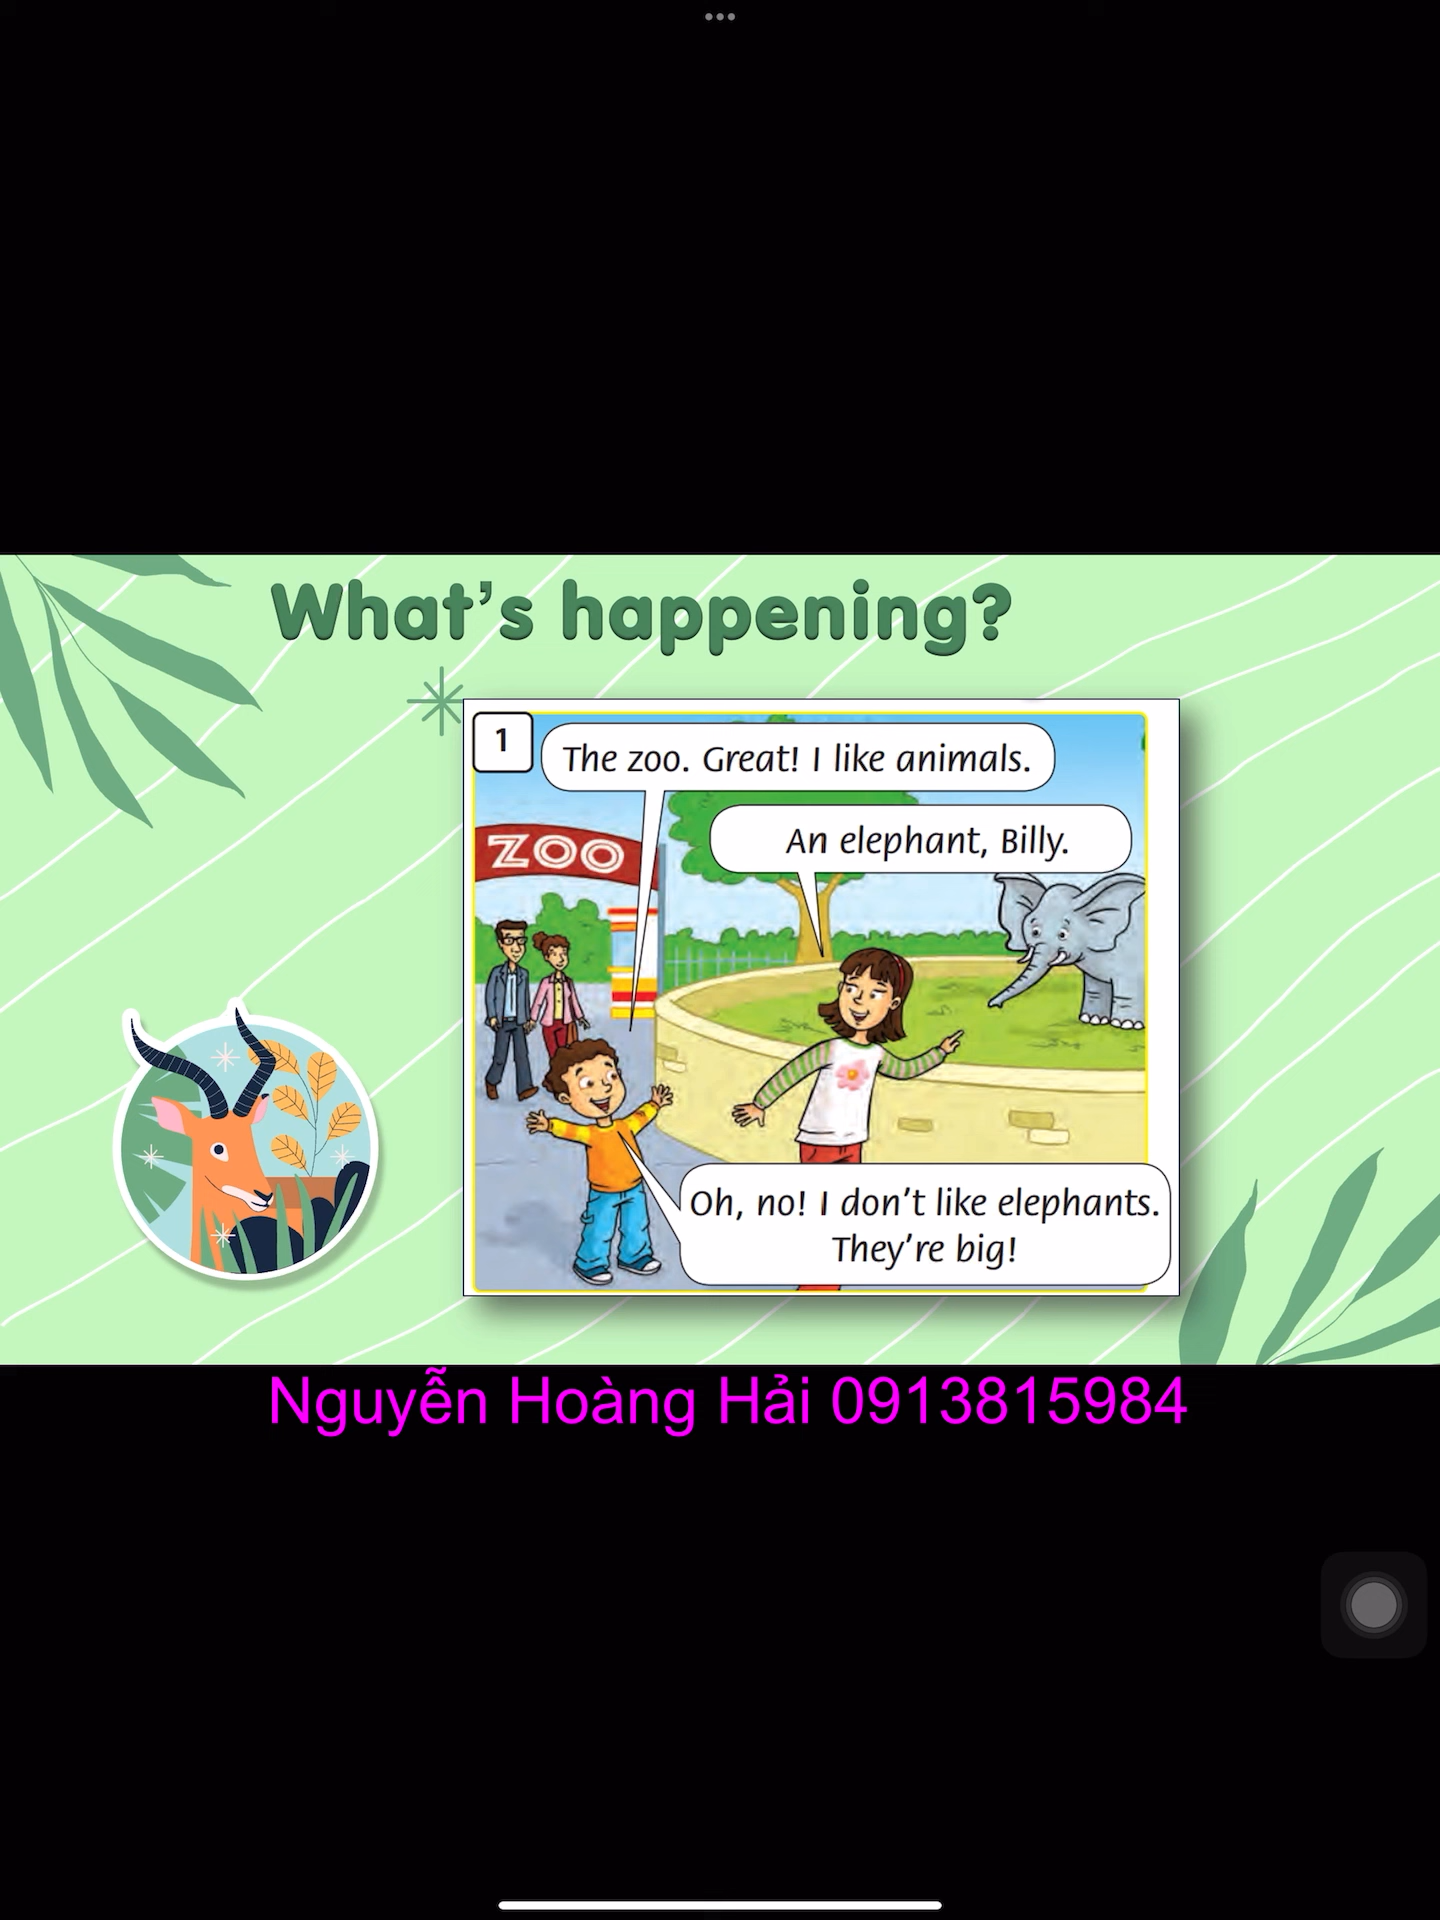 What's happening?
1
The zoo. Great! I like animals.
An elephant, Billy.
ZOO
Oh, no! I don't like elephants.
They're big!
Nguyễn Hoàng Hải 0913815984